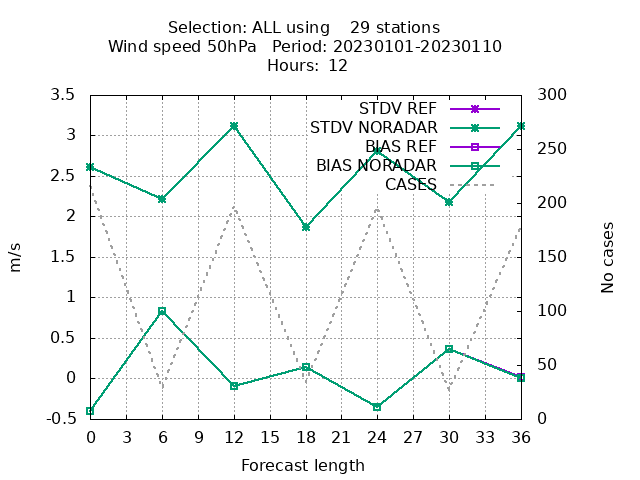 Selection: ALL using    29 stations
Wind speed 50hPa   Period: 20230101-20230110
Hours:  12
3.5
3
2.5
2
1.5
1
0.5
0
-0.5
m/s
STDV REF
STDV NORADAR
BIAS REF
BIAS NORADAR
CASES
300
250
200
150
100
50
0
No cases
0 3 6 9 12 15 18 21 24 27 30 33 36
Forecast length